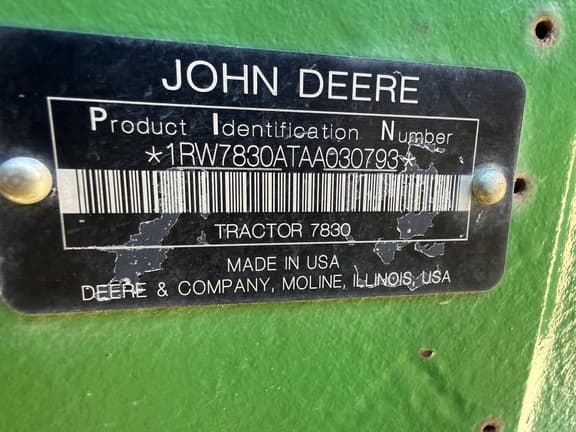 JOHN DEERE
Product Identification Number
*1RW7830ATAA030793*
TRACTOR 7830
MADE IN USA
DEERE & COMPANY, MOLINE, ILLINOIS, USA